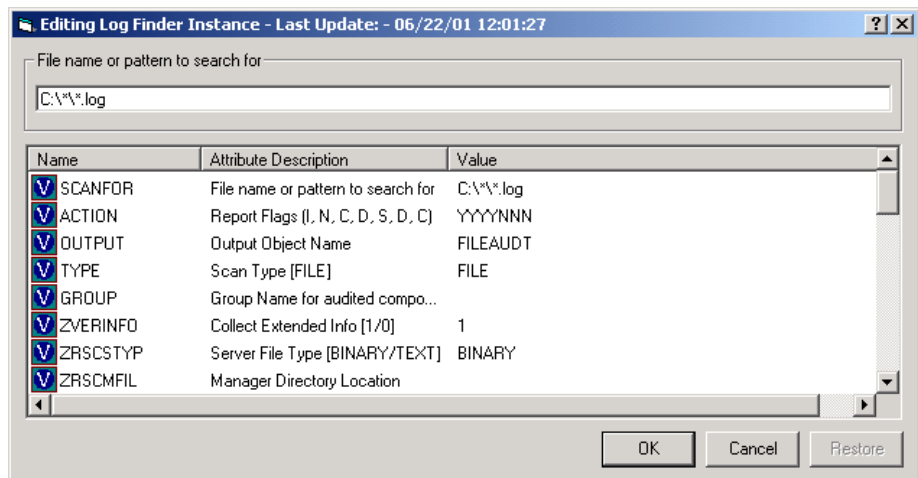 Editing Log Finder Instance - Last Update: - 06/22/01 12:01:27
File name or pattern to search for
C:\*\*.log
Name Attribute Description Value
V SCANFOR File name or pattern to search for C:\*\*.log
V ACTION Report Flags (I, N, C, D, S, D, C) YYYYNNN
V OUTPUT Output Object Name FILEAUDT
V TYPE Scan Type [FILE] FILE
V GROUP Group Name for audited compo...
V ZVERINFO Collect Extended Info [1/0] 1
V ZRSCSTYP Server File Type [BINARY/TEXT] BINARY
V ZRSCMFIL Manager Directory Location
OK Cancel Restore